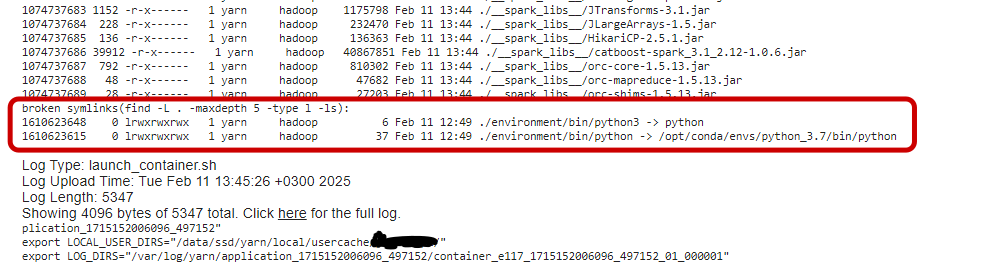 1074737683 1152 -r-x------ 1 yarn hadoop 1175798 Feb 11 13:44 ./__spark_libs__/JTransforms-3.1.jar
1074737684 228 -r-x------ 1 yarn hadoop 232470 Feb 11 13:44 ./__spark_libs__/JLargeArrays-1.5.jar
1074737685 136 -r-x------ 1 yarn hadoop 136363 Feb 11 13:44 ./__spark_libs__/HikariCP-2.5.1.jar
1074737686 39912 -r-x------ 1 yarn hadoop 40867851 Feb 11 13:44 ./__spark_libs__/catboost-spark_3.1_2.12-1.0.6.jar
1074737687 792 -r-x------ 1 yarn hadoop 810302 Feb 11 13:44 ./__spark_libs__/orc-core-1.5.13.jar
1074737688 48 -r-x------ 1 yarn hadoop 47682 Feb 11 13:44 ./__spark_libs__/orc-mapreduce-1.5.13.jar
1074737689 28 -r-x------ 1 yarn hadoop 27203 Feb 11 13:44 ./__spark_libs__/orc-shims-1.5.13.jar
broken symlinks(find -L . -maxdepth 5 -type l -ls):
1610623648 0 lrwxrwxrwx 1 yarn hadoop 6 Feb 11 12:49 ./environment/bin/python3 -> python
1610623615 0 lrwxrwxrwx 1 yarn hadoop 37 Feb 11 12:49 ./environment/bin/python -> /opt/conda/envs/python_3.7/bin/python
Log Type: launch_container.sh
Log Upload Time: Tue Feb 11 13:45:26 +0300 2025
Log Length: 5347
Showing 4096 bytes of 5347 total. Click here for the full log.
plication_1715152006096_497152"
export LOCAL_USER_DIRS="/data/ssd/yarn/local/usercache/ /"
export LOG_DIRS="/var/log/yarn/application_1715152006096_497152/container_e117_1715152006096_497152_01_000001"